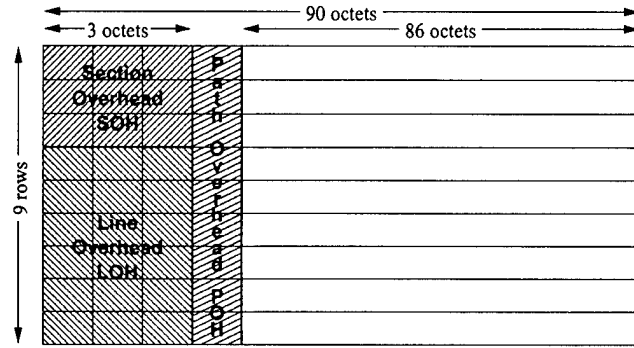 90 octets
3 octets
86 octets
9 rows
Section
Overhead
SOH
Line
Overhead
LOH
Path Overhead POH